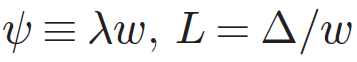 ψ ≡ λw, L = Δ/w